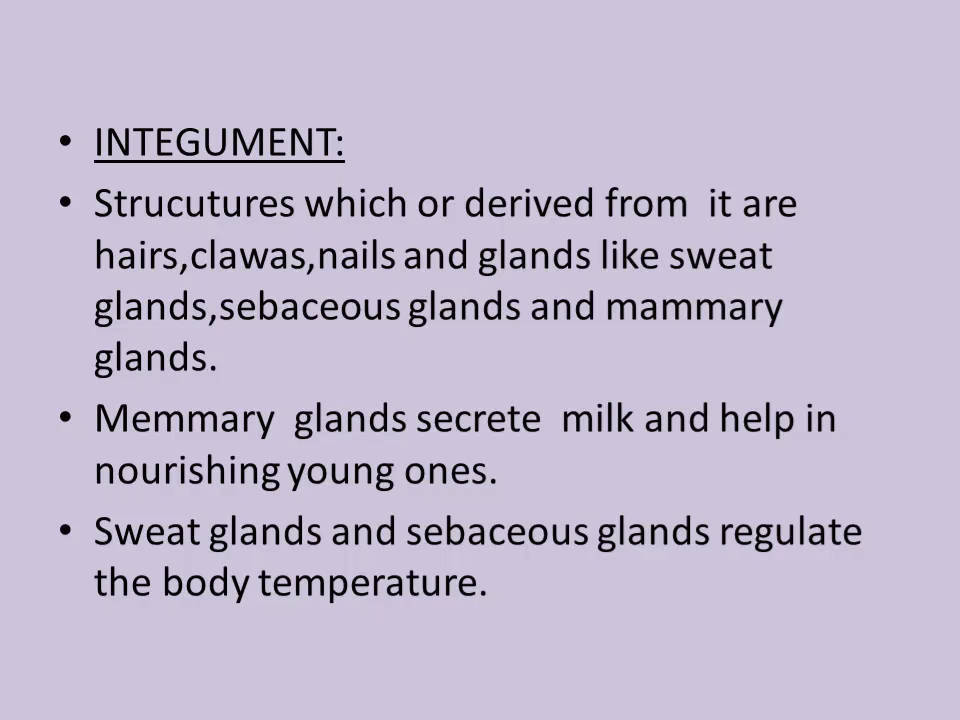 • INTEGUMENT:
• Strucutures which or derived from  it are
hairs,clawas,nails and glands like sweat
glands,sebaceous glands and mammary
glands.
• Memmary  glands secrete  milk and help in
nourishing young ones.
• Sweat glands and sebaceous glands regulate
the body temperature.